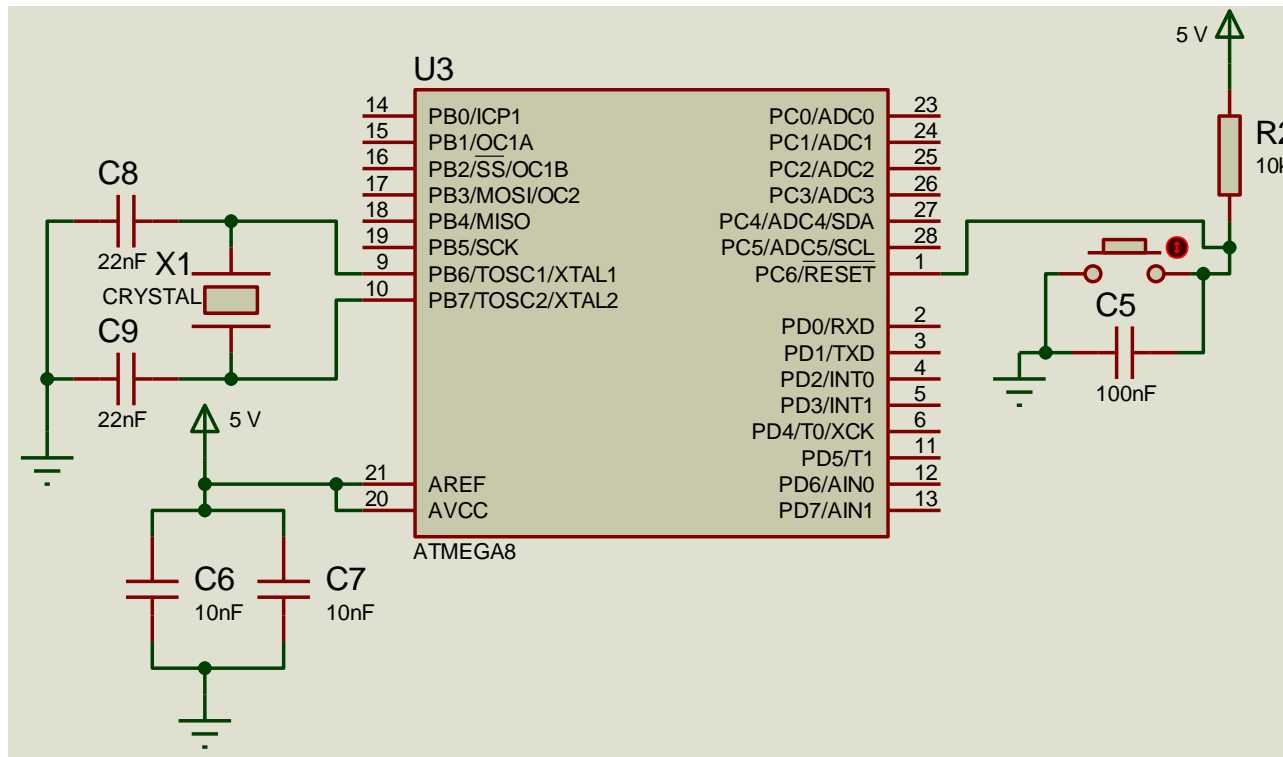 5 V
U3
14 PB0/ICP1
15 PB1/OC1A
16 PB2/SS/OC1B
17 PB3/MOSI/OC2
18 PB4/MISO
19 PB5/SCK
9 PB6/TOSC1/XTAL1
10 PB7/TOSC2/XTAL2
21 AREF
20 AVCC
PC0/ADC0 23
PC1/ADC1 24
PC2/ADC2 25
PC3/ADC3 26
PC4/ADC4/SDA 27
PC5/ADC5/SCL 28
PC6/RESET 1
PD0/RXD 2
PD1/TXD 3
PD2/INT0 4
PD3/INT1 5
PD4/T0/XCK 6
PD5/T1 11
PD6/AIN0 12
PD7/AIN1 13
ATMEGA8
C8
22nF
X1
CRYSTAL
C9
22nF
5 V
C6
10nF
C7
10nF
R2
10k
C5
100nF